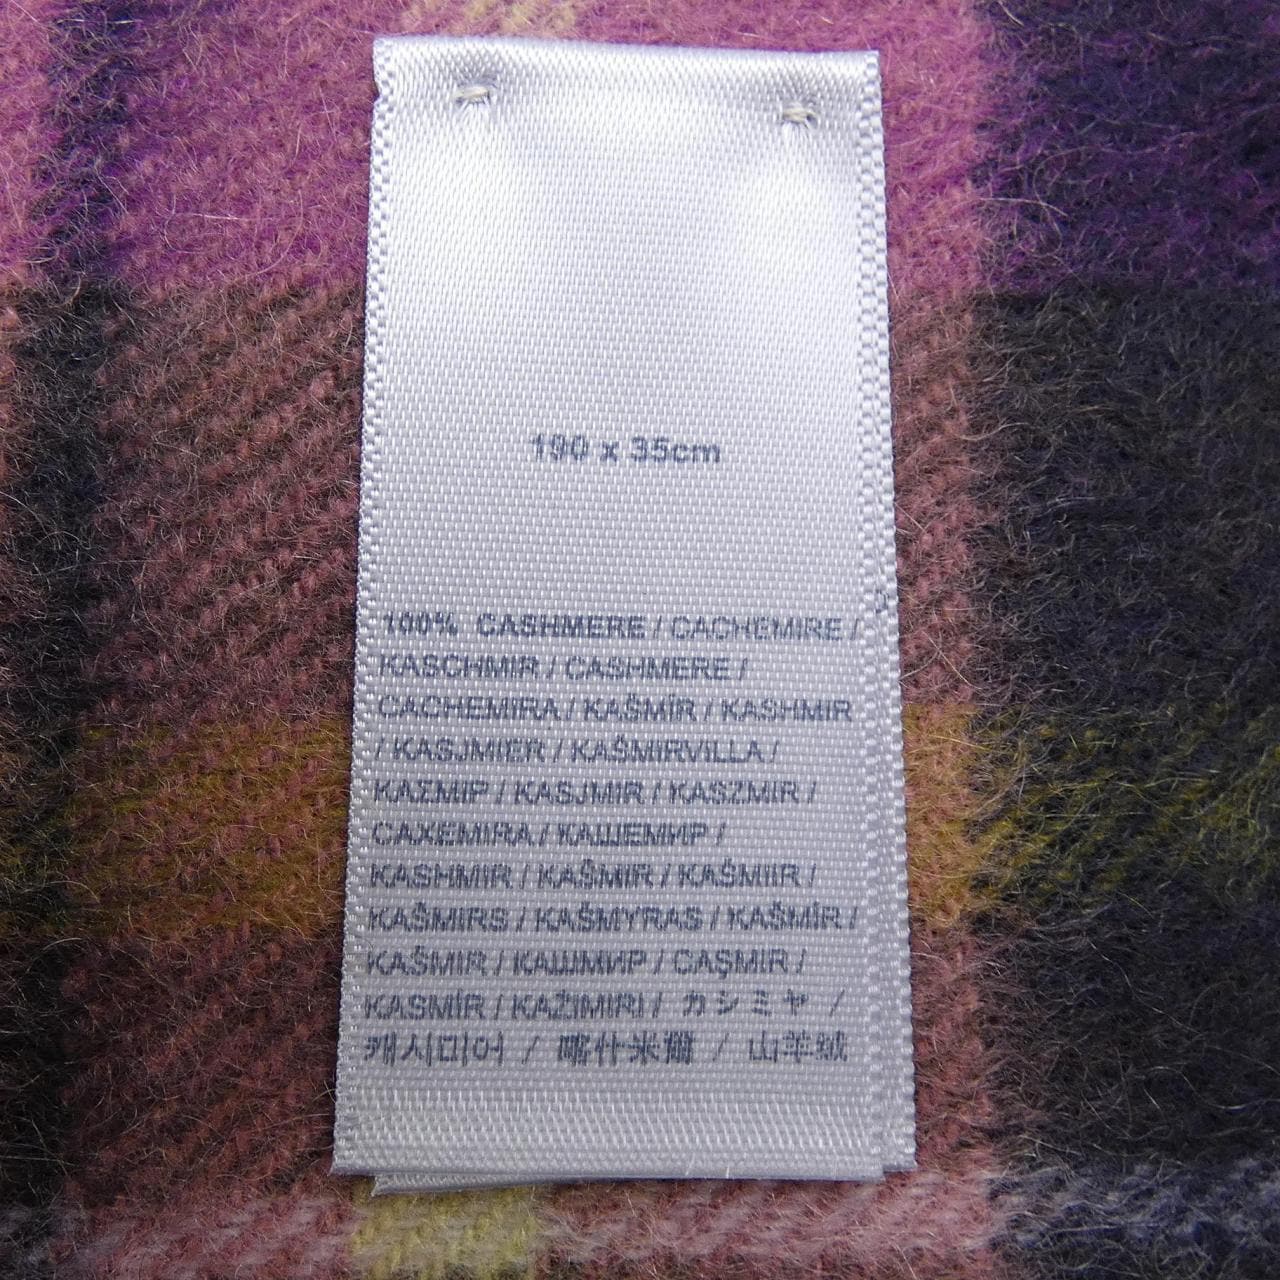 190 x 35cm
100% CASHMERE / CACHEMIRE /
KASCHMIR / CASHMERE /
CACHEMIRA / KAŠMÍR / KASHMIR
/ KASJMIER / KAŠMIRVILLA /
ΚΑΣΜΙΡ / KASJMIR / KASZMIR /
CAXEMIRA / КАШЕМИР /
KASHMIR / KAŠMIR / KAŠMIIR /
KAŠMIRS / KAŠMYRAS / KAŠMÍR /
KAŠMIR / КАШМИР / CAŞMIR /
KASMÍR / KAŽIMIRI / カシミヤ /
캐시미어 / 喀什米爾 / 山羊絨